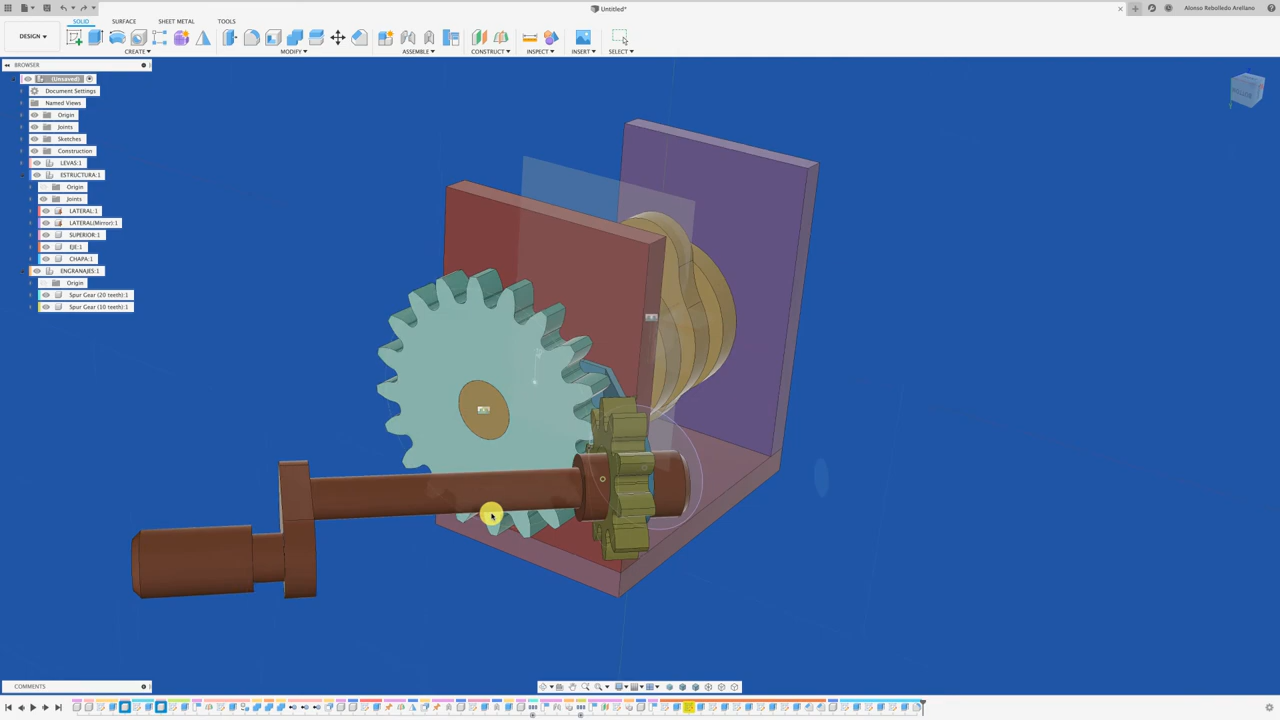 Untitled*
Alonso Rebolledo Arellano
SOLID
SURFACE
SHEET METAL
TOOLS
DESIGN
CREATE
MODIFY
ASSEMBLE
CONSTRUCT
INSPECT
INSERT
SELECT
BROWSER
(Unsaved)
Document Settings
Named Views
Origin
Joints
Sketches
Construction
LEVAS:1
ESTRUCTURA:1
Origin
Joints
LATERAL:1
LATERAL(Mirror):1
SUPERIOR:1
EJE:1
CHAPA:1
ENGRANAJES:1
Origin
Spur Gear (20 teeth):1
Spur Gear (10 teeth):1
COMMENTS